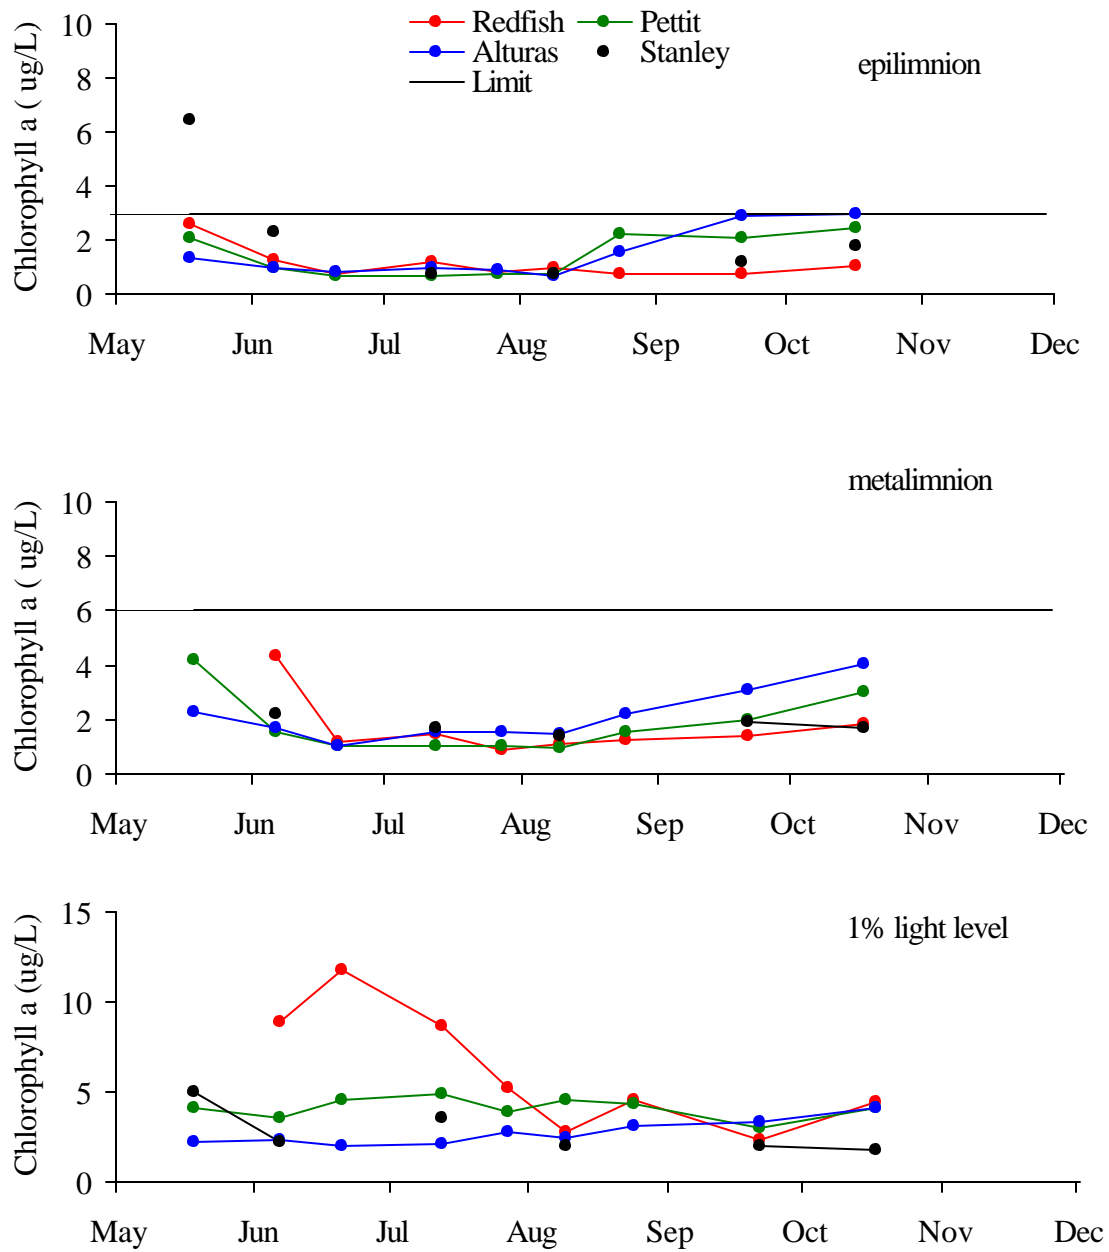 Redfish Pettit
Alturas Stanley
Limit
epilimnion
Chlorophyll a ( ug/L)
10
8
6
4
2
0
May Jun Jul Aug Sep Oct Nov Dec
metalimnion
Chlorophyll a ( ug/L)
10
8
6
4
2
0
May Jun Jul Aug Sep Oct Nov Dec
1% light level
Chlorophyll a (ug/L)
15
10
5
0
May Jun Jul Aug Sep Oct Nov Dec